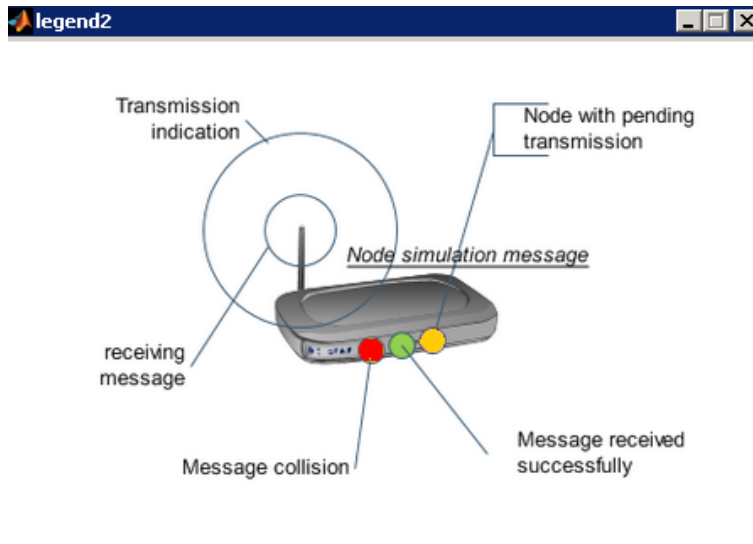 legend2
Transmission
indication
Node with pending
transmission
Node simulation message
receiving
message
Message collision
Message received
successfully